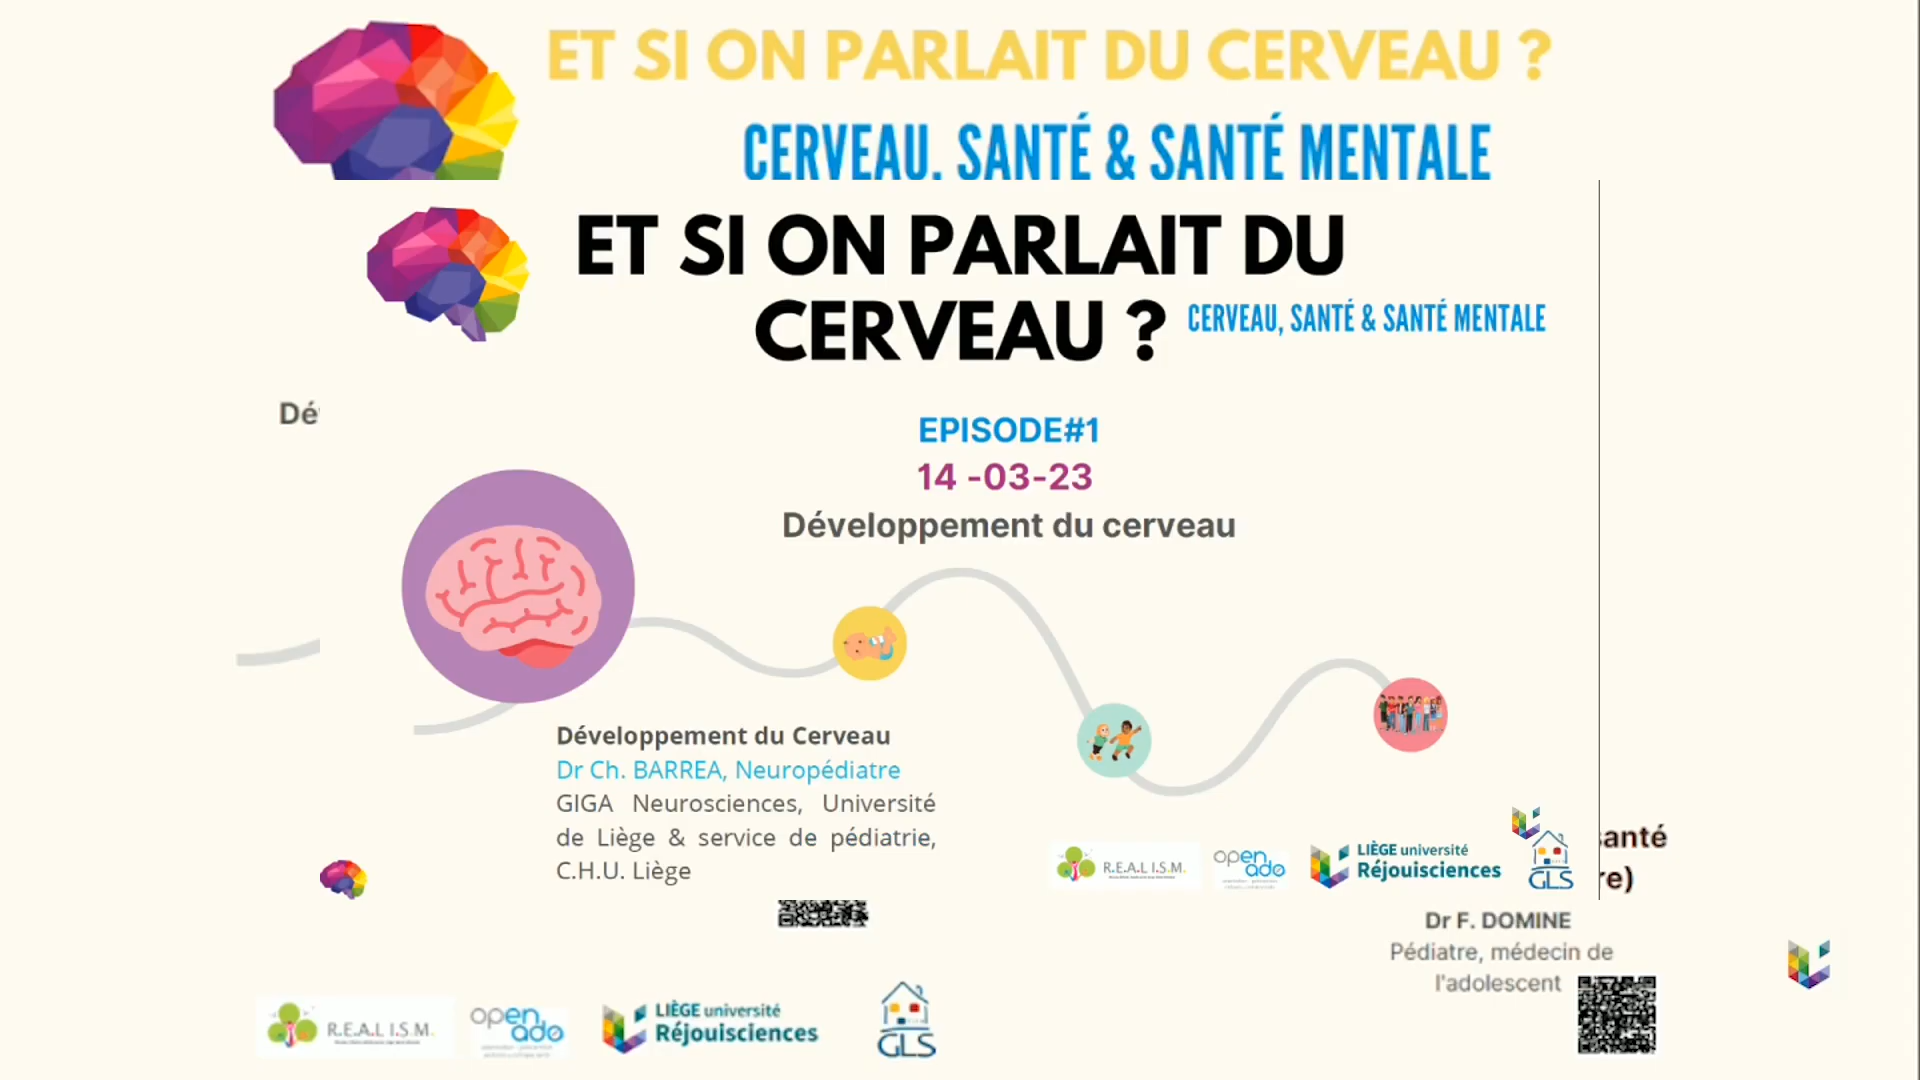 ET SI ON PARLAIT DU CERVEAU ?
CERVEAU, SANTÉ & SANTÉ MENTALE
ET SI ON PARLAIT DU
CERVEAU ?
CERVEAU, SANTÉ & SANTÉ MENTALE
Dé
EPISODE#1
14 -03-23
Développement du cerveau
Développement du Cerveau
Dr Ch. BARREA, Neuropédiatre
GIGA Neurosciences, Université
de Liège & service de pédiatrie,
C.H.U. Liège
R.E.A.L.I.S.M.
open
ado
LIÈGE université
Réjouisciences
GLS
santé
re)
Dr F. DOMINE
Pédiatre, médecin de
l'adolescent
R.E.A.L.I.S.M.
open
ado
LIÈGE université
Réjouisciences
GLS